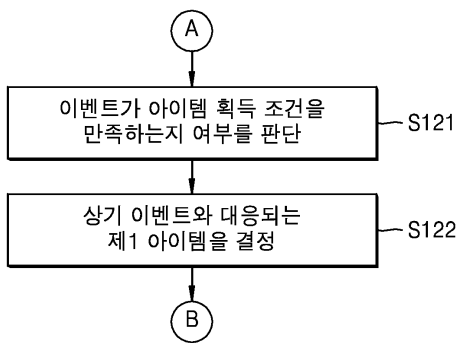 A
이벤트가 아이템 획득 조건을
만족하는지 여부를 판단
S121
상기 이벤트와 대응되는
제1 아이템을 결정
S122
B